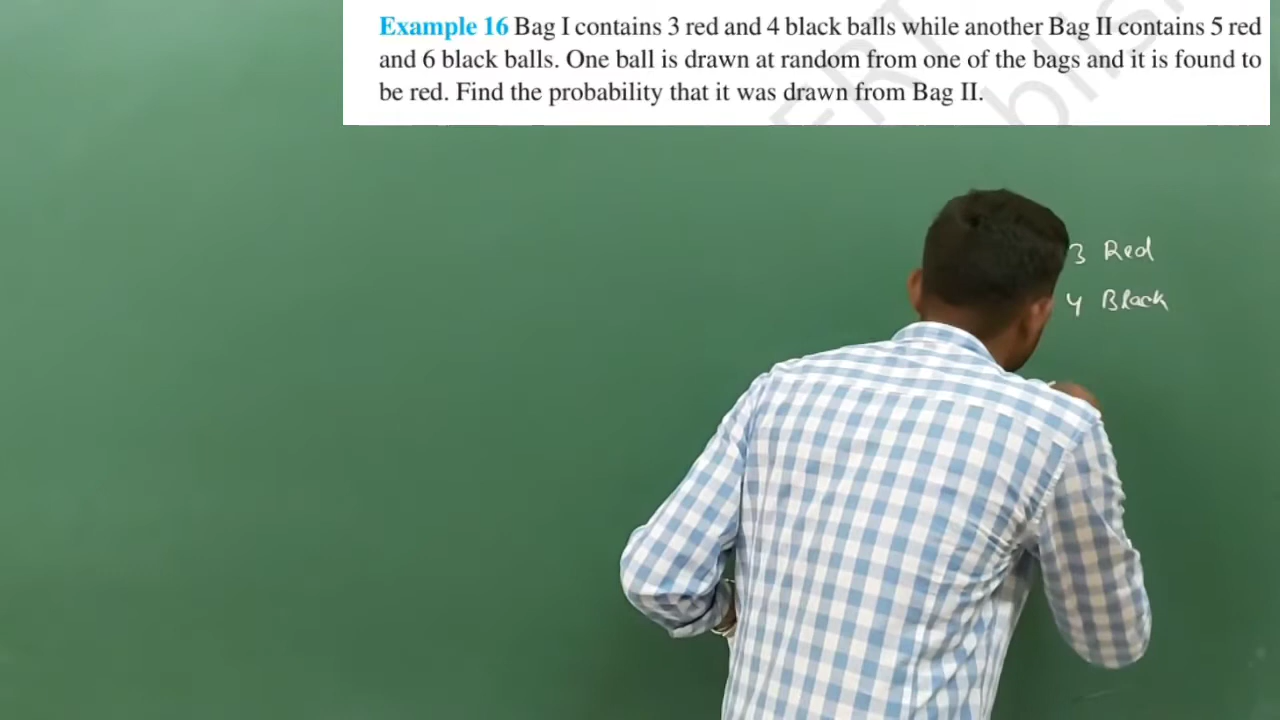 Example 16 Bag I contains 3 red and 4 black balls while another Bag II contains 5 red
and 6 black balls. One ball is drawn at random from one of the bags and it is found to
be red. Find the probability that it was drawn from Bag II.
3 Red
4 Black